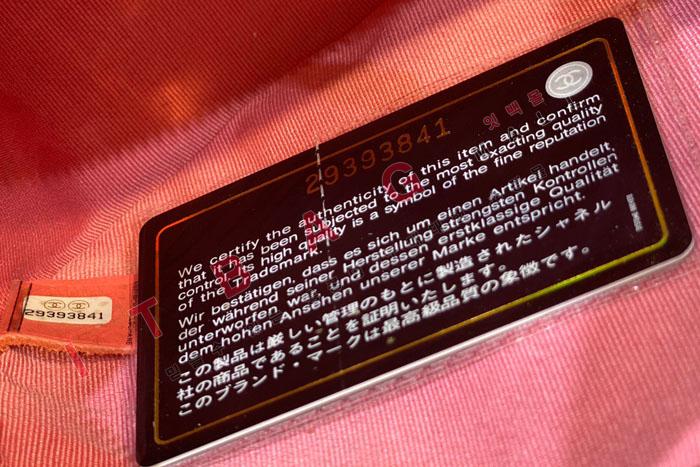 29393841
잇백몰
We certify the authenticity of this item and confirm
that it has been subjected to the most exacting quality
control. Its high quality is a symbol of the fine reputation
of the trademark.
Wir bestätigen, dass es sich um einen Artikel handelt,
der während seiner Herstellung strengsten Kontrollen
unterworfen war, und dessen erstklassige Qualität
dem hohen Ansehen unserer Marke entspricht.
この製品は厳しい管理のもとに製造されたシャネル
社の商品であることを証明いたします。
このブランド・マークは最高級品質の象徴です。
29393841
ITBAG